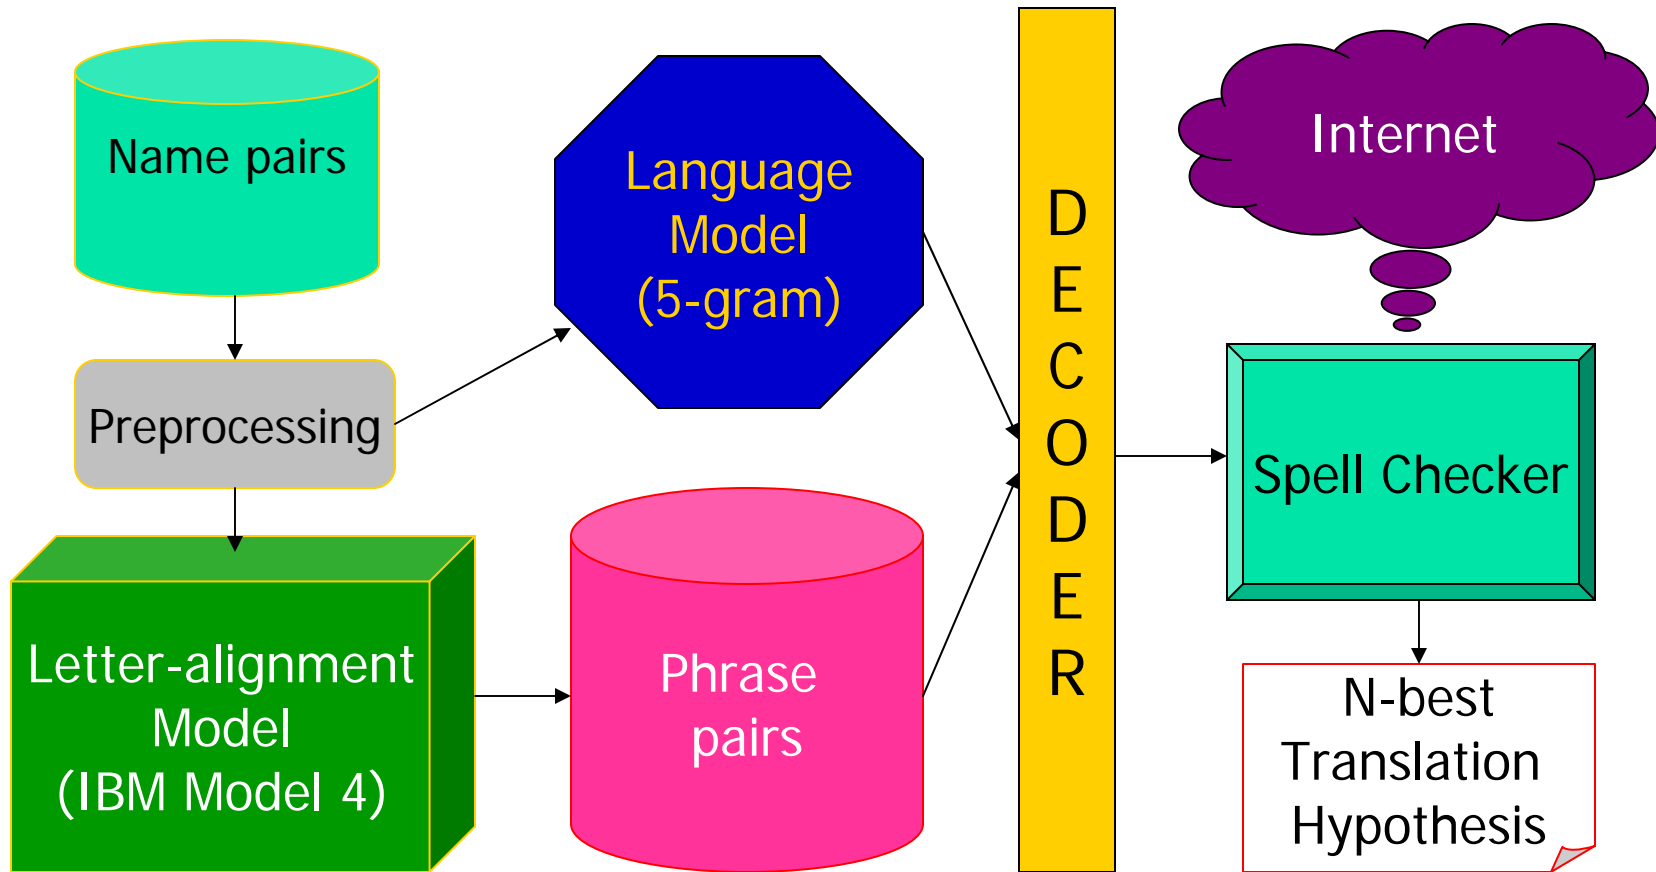 Name pairs
Preprocessing
Letter-alignment
Model
(IBM Model 4)
Language
Model
(5-gram)
Phrase
pairs
D
E
C
O
D
E
R
Internet
Spell Checker
N-best
Translation
Hypothesis